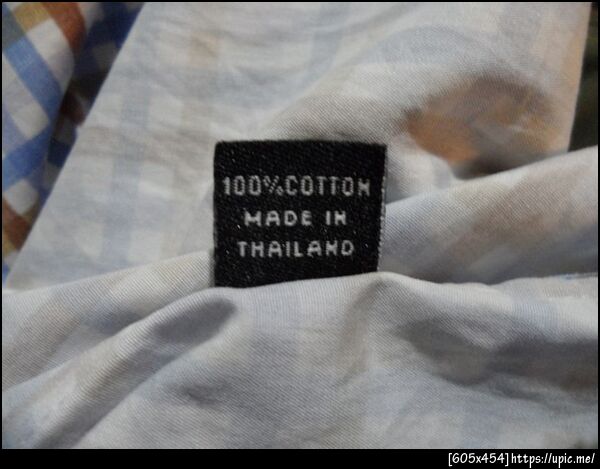 100%COTTON
MADE IN
THAILAND
[605x454]https://upic.me/